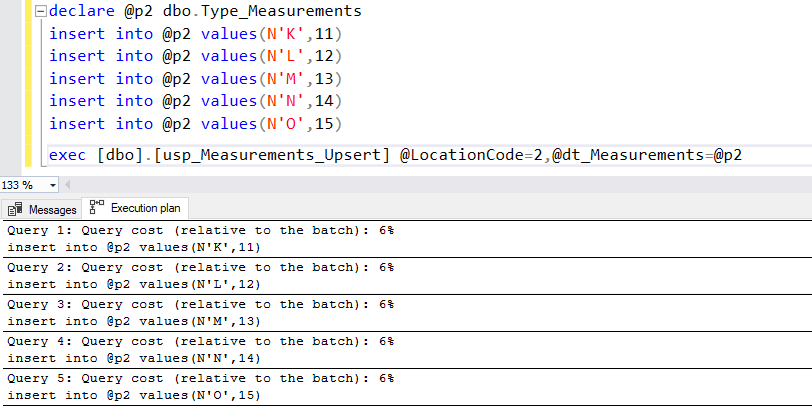 declare @p2 dbo.Type_Measurements
insert into @p2 values(N'K',11)
insert into @p2 values(N'L',12)
insert into @p2 values(N'M',13)
insert into @p2 values(N'N',14)
insert into @p2 values(N'O',15)
exec [dbo].[usp_Measurements_Upsert] @LocationCode=2,@dt_Measurements=@p2
133 %
Messages Execution plan
Query 1: Query cost (relative to the batch): 6%
insert into @p2 values(N'K',11)
Query 2: Query cost (relative to the batch): 6%
insert into @p2 values(N'L',12)
Query 3: Query cost (relative to the batch): 6%
insert into @p2 values(N'M',13)
Query 4: Query cost (relative to the batch): 6%
insert into @p2 values(N'N',14)
Query 5: Query cost (relative to the batch): 6%
insert into @p2 values(N'O',15)